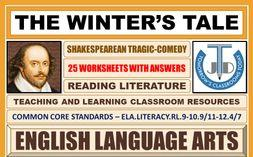 THE WINTER'S TALE
SHAKESPEAREAN TRAGIC-COMEDY
25 WORKSHEETS WITH ANSWERS
READING LITERATURE
TEACHING AND LEARNING CLASSROOM RESOURCES
COMMON CORE STANDARDS – ELA.LITERACY.RL.9-10.9/11-12.4/7
ENGLISH LANGUAGE ARTS